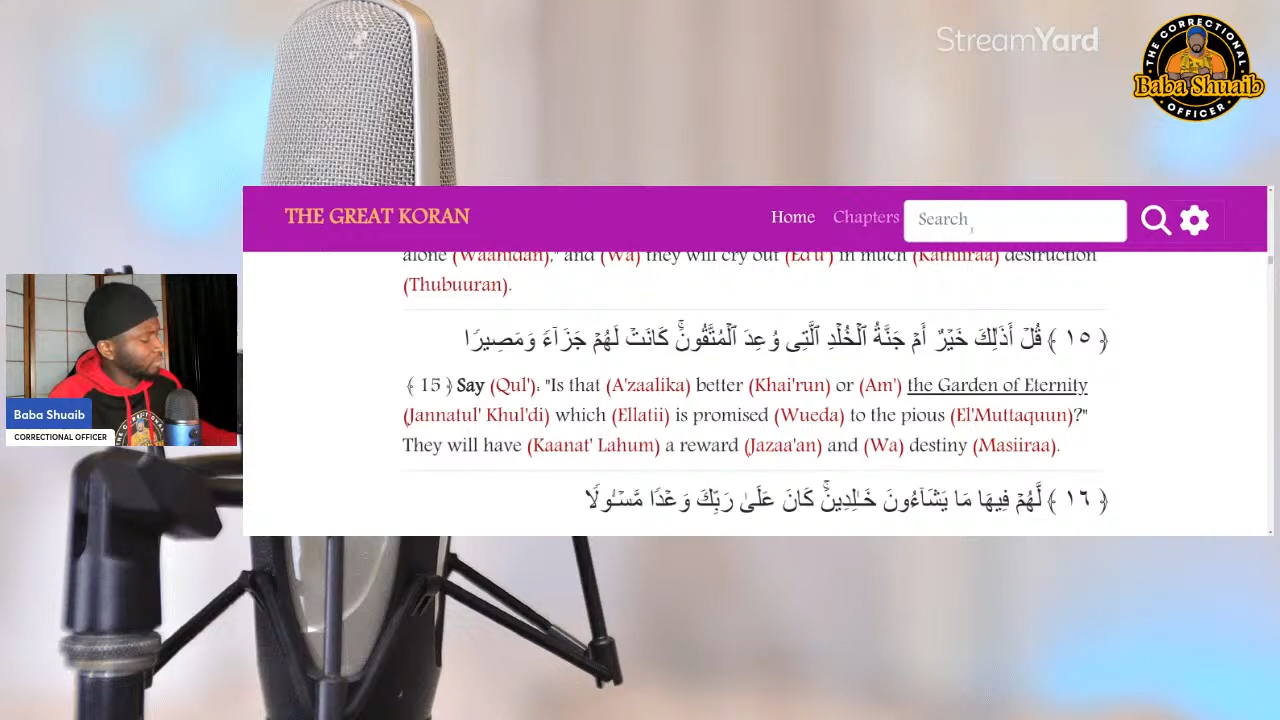 StreamYard
THE CORRECTIONAL
Baba Shuaib
OFFICER
THE GREAT KORAN
Home
Chapters
Search
alone (Waahidan)," and (Wa) they will cry out (Ed'u') in much (Kathiiraa) destruction
(Thubuuran).
﴿ ١٥ ﴾ قُلْ أَذَٰلِكَ خَيْرٌ أَمْ جَنَّةُ ٱلْخُلْدِ ٱلَّتِى وُعِدَ ٱلْمُتَّقُونَ ۚ كَانَتْ لَهُمْ جَزَآءً وَمَصِيرًا
﴾ 15 ﴿ Say (Qul'): "Is that (A'zaalika) better (Khai'run) or (Am') the Garden of Eternity
(Jannatul' Khul'di) which (Ellatii) is promised (Wueda) to the pious (El'Muttaquun)?"
They will have (Kaanat' Lahum) a reward (Jazaa'an) and (Wa) destiny (Masiiraa).
﴿ ١٦ ﴾ لَّهُمْ فِيهَا مَا يَشَآءُونَ خَـٰلِدِينَ ۚ كَانَ عَلَىٰ رَبِّكَ وَعْدًا مَّسْـُٔولًا
Baba Shuaib
CORRECTIONAL OFFICER